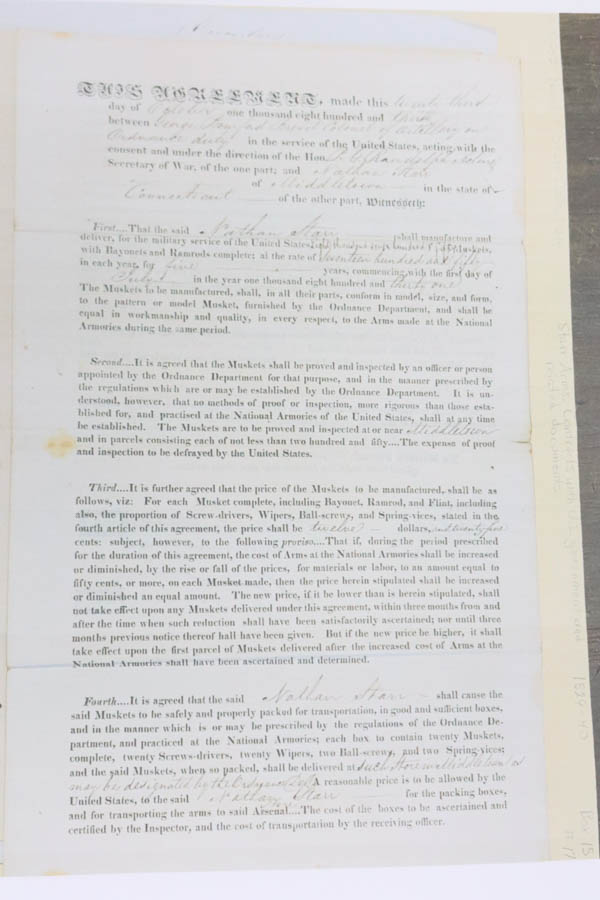 THIS AGREEMENT, made this twenty third
day of October one thousand eight hundred and thirty
between George Bomford Brevet Colonel of Artillery on
Ordnance duty in the service of the United States, acting with the
consent and under the direction of the Hon.
Secretary of War, of the one part; and Nathan Starr
of Middletown in the state of
Connecticut of the other part, Witnesseth:
First....That the said Nathan Starr shall manufacture and
deliver, for the military service of the United States, Muskets,
with Bayonets and Ramrods complete; at the rate of Seventeen hundred and fifty
in each year, for five years, commencing with the first day of
July in the year one thousand eight hundred and thirty one
The Muskets to be manufactured, shall, in all their parts, conform in model, size, and form,
to the pattern or model Musket, furnished by the Ordnance Department, and shall be
equal in workmanship and quality, in every respect, to the Arms made at the National
Armories during the same period.
Second....It is agreed that the Muskets shall be proved and inspected by an officer or person
appointed by the Ordnance Department for that purpose, and in the manner prescribed by
the regulations which are or may be established by the Ordnance Department. It is un-
derstood, however, that no methods of proof or inspection, more rigorous than those esta-
blished for, and practised at the National Armories of the United States, shall at any time
be established. The Muskets are to be proved and inspected at or near Middletown
and in parcels consisting each of not less than two hundred and fifty....The expense of proof
and inspection to be defrayed by the United States.
Third....It is further agreed that the price of the Muskets to be manufactured, shall be as
follows, viz: For each Musket complete, including Bayonet, Ramrod, and Flint, including
also, the proportion of Screw-drivers, Wipers, Ball-screws, and Spring-vices, stated in the
fourth article of this agreement, the price shall be twelve dollars, and twenty five
cents: subject, however, to the following proviso....That if, during the period prescribed
for the duration of this agreement, the cost of Arms at the National Armories shall be increased
or diminished, by the rise or fall of the prices, for materials or labor, to an amount equal to
fifty cents, or more, on each Musket made, then the price herein stipulated shall be increased
or diminished an equal amount. The new price, if it be lower than is herein stipulated, shall
not take effect upon any Muskets delivered under this agreement, within three months from and
after the time when such reduction shall have been satisfactorily ascertained; nor until three
months previous notice thereof hall have been given. But if the new price be higher, it shall
take effect upon the first parcel of Muskets delivered after the increased cost of Arms at the
National Armories shall have been ascertained and determined.
Fourth....It is agreed that the said Nathan Starr shall cause the
said Muskets to be safely and properly packed for transportation, in good and sufficient boxes,
and in the manner which is or may be prescribed by the regulations of the Ordnance De-
partment, and practiced at the National Armories; each box to contain twenty Muskets,
complete, twenty Screws-drivers, twenty Wipers, two Ball-screws, and two Spring-vices;
and the said Muskets, when so packed, shall be delivered at such Store in Middletown as
may be designated by the A reasonable price is to be allowed by the
United States, to the said Nathan Starr for the packing boxes,
and for transporting the arms to said Arsenal....The cost of the boxes to be ascertained and
certified by the Inspector, and the cost of transportation by the receiving officer.
Box 15